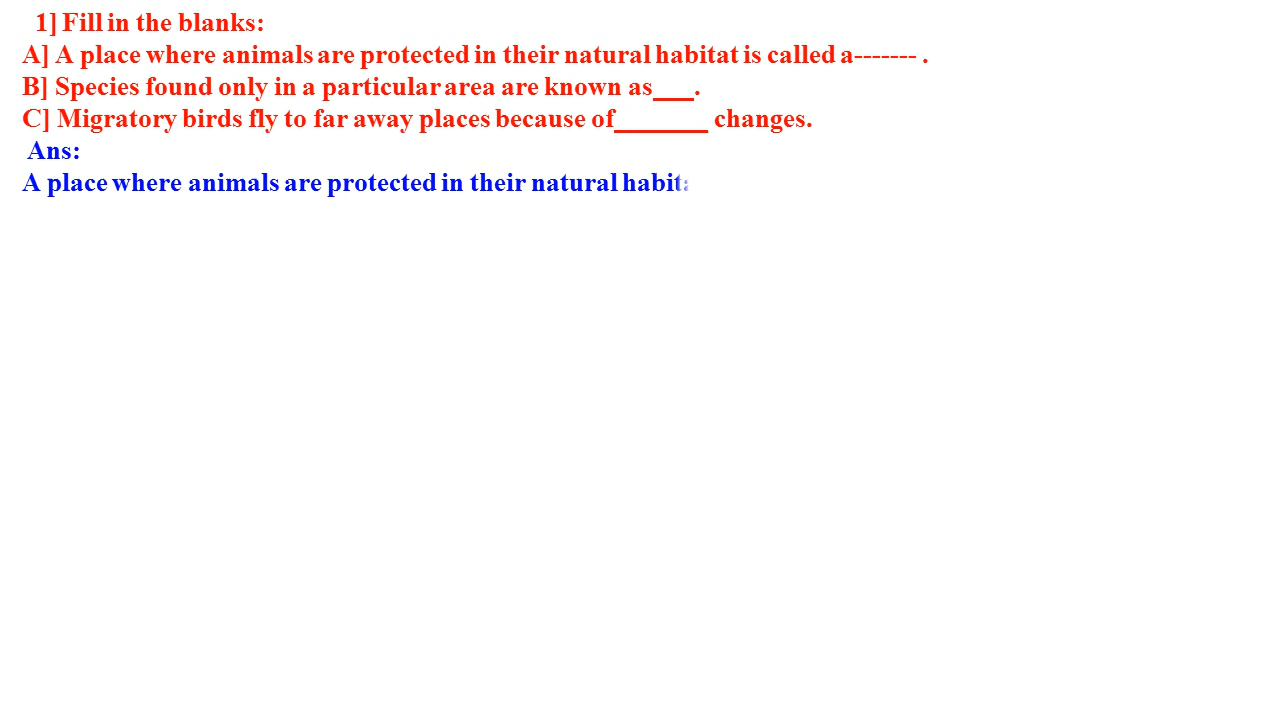 1] Fill in the blanks:
A] A place where animals are protected in their natural habitat is called a------- .
B] Species found only in a particular area are known as___.
C] Migratory birds fly to far away places because of_______ changes.
Ans:
A place where animals are protected in their natural